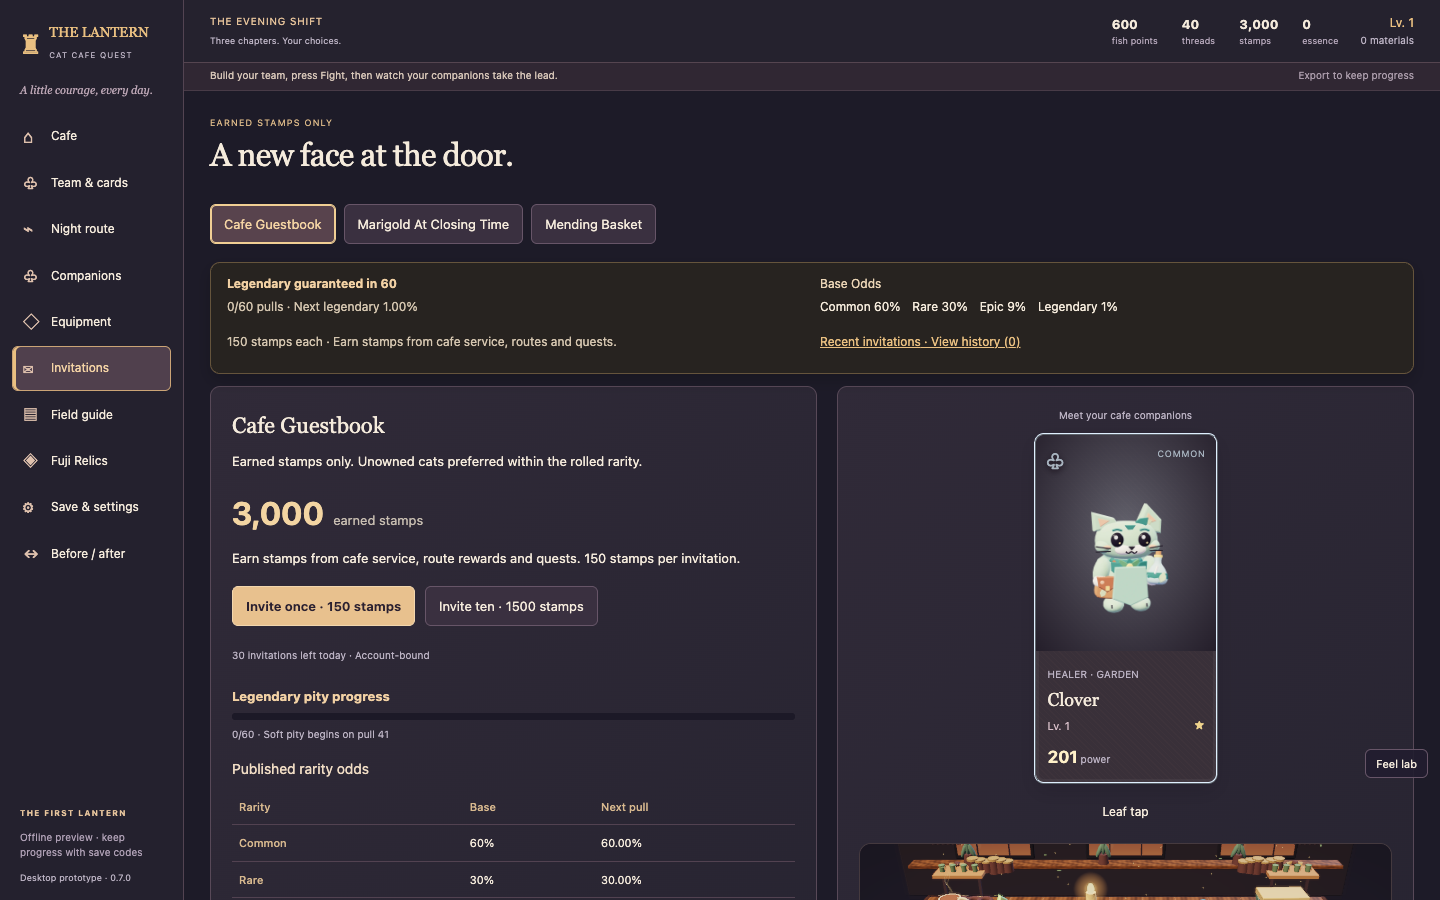 THE LANTERN
CAT CAFE QUEST
A little courage, every day.
Cafe
Team & cards
Night route
Companions
Equipment
Invitations
Field guide
Fuji Relics
Save & settings
Before / after
THE FIRST LANTERN
Offline preview · keep
progress with save codes
Desktop prototype · 0.7.0
THE EVENING SHIFT
Three chapters. Your choices.
600 fish points
40 threads
3,000 stamps
0 essence
Lv. 1
0 materials
Build your team, press Fight, then watch your companions take the lead.
Export to keep progress
EARNED STAMPS ONLY
A new face at the door.
Cafe Guestbook
Marigold At Closing Time
Mending Basket
Legendary guaranteed in 60
0/60 pulls · Next legendary 1.00%
150 stamps each · Earn stamps from cafe service, routes and quests.
Base Odds
Common 60% Rare 30% Epic 9% Legendary 1%
Recent invitations · View history (0)
Cafe Guestbook
Earned stamps only. Unowned cats preferred within the rolled rarity.
3,000 earned stamps
Earn stamps from cafe service, route rewards and quests. 150 stamps per invitation.
Invite once · 150 stamps
Invite ten · 1500 stamps
30 invitations left today · Account-bound
Legendary pity progress
0/60 · Soft pity begins on pull 41
Published rarity odds
Rarity Base Next pull
Common 60% 60.00%
Rare 30% 30.00%
Meet your cafe companions
COMMON
HEALER · GARDEN
Clover
Lv. 1
201 power
Leaf tap
Feel lab